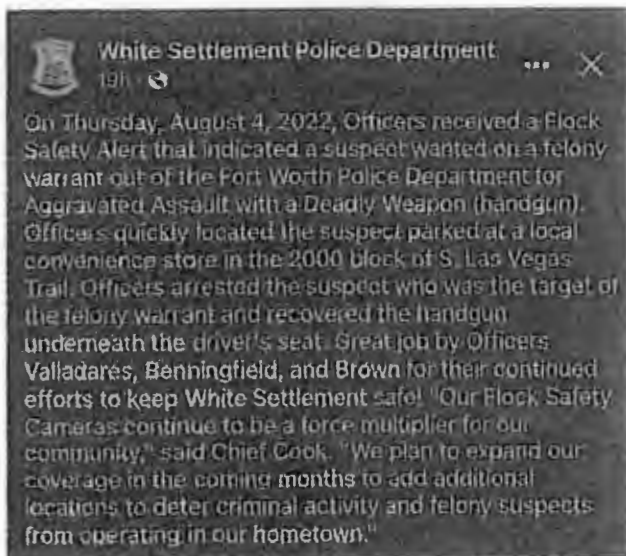 White Settlement Police Department
19h
On Thursday, August 4, 2022, Officers received a Flock
Safety Alert that indicated a suspect wanted on a felony
warrant out of the Fort Worth Police Department for
Aggravated Assault with a Deadly Weapon (handgun).
Officers quickly located the suspect parked at a local
convenience store in the 2000 block of S. Las Vegas
Trail. Officers arrested the suspect who was the target of
the felony warrant and recovered the handgun
underneath the driver's seat. Great job by Officers
Valladares, Benningfield, and Brown for their continued
efforts to keep White Settlement safe! "Our Flock Safety
Cameras continue to be a force multiplier for our
community," said Chief Cook. "We plan to expand our
coverage in the coming months to add additional
locations to deter criminal activity and felony suspects
from operating in our hometown."